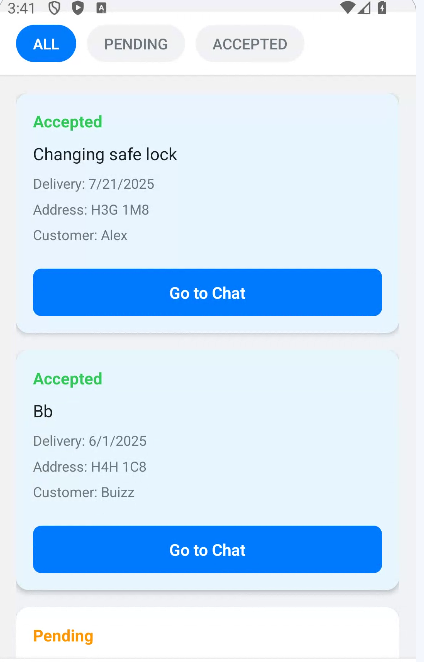 3:41
ALL
PENDING
ACCEPTED
Accepted
Changing safe lock
Delivery: 7/21/2025
Address: H3G 1M8
Customer: Alex
Go to Chat
Accepted
Bb
Delivery: 6/1/2025
Address: H4H 1C8
Customer: Buizz
Go to Chat
Pending